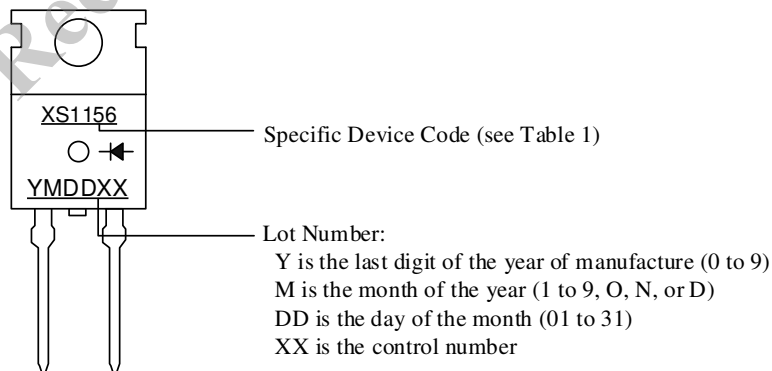 XS1156
Specific Device Code (see Table 1)
YMDDXX
Lot Number:
Y is the last digit of the year of manufacture (0 to 9)
M is the month of the year (1 to 9, O, N, or D)
DD is the day of the month (01 to 31)
XX is the control number